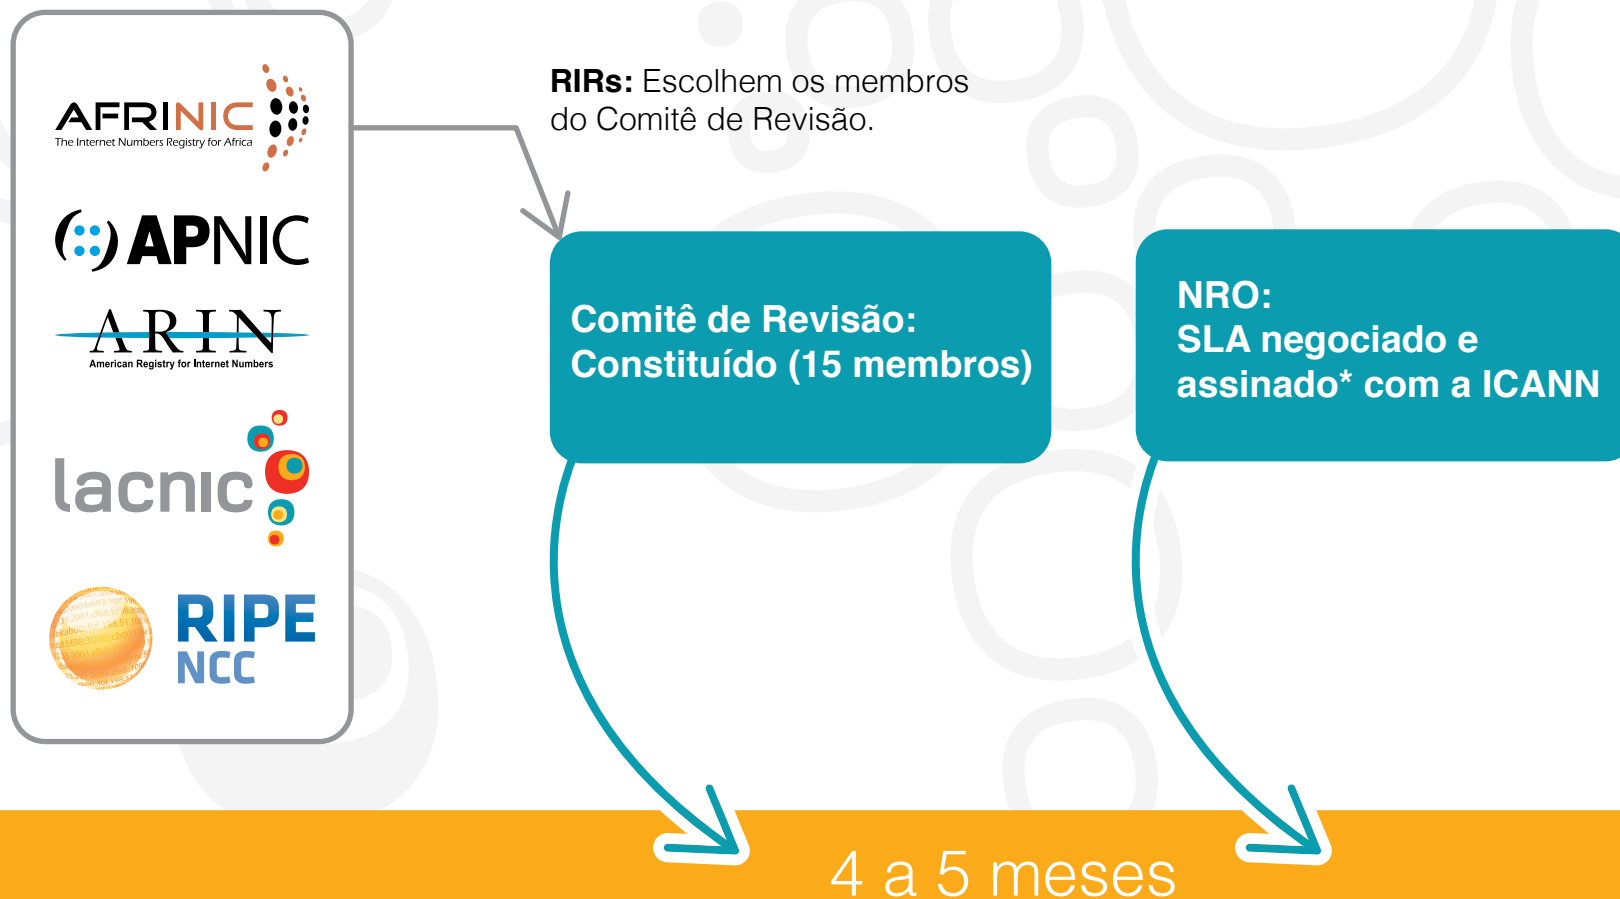 AFRINIC
The Internet Numbers Registry for Africa
APNIC
ARIN
American Registry for Internet Numbers
lacnic
RIPE
NCC
RIRs: Escolhem os membros
do Comitê de Revisão.
Comitê de Revisão:
Constituído (15 membros)
NRO:
SLA negociado e
assinado* com a ICANN
4 a 5 meses